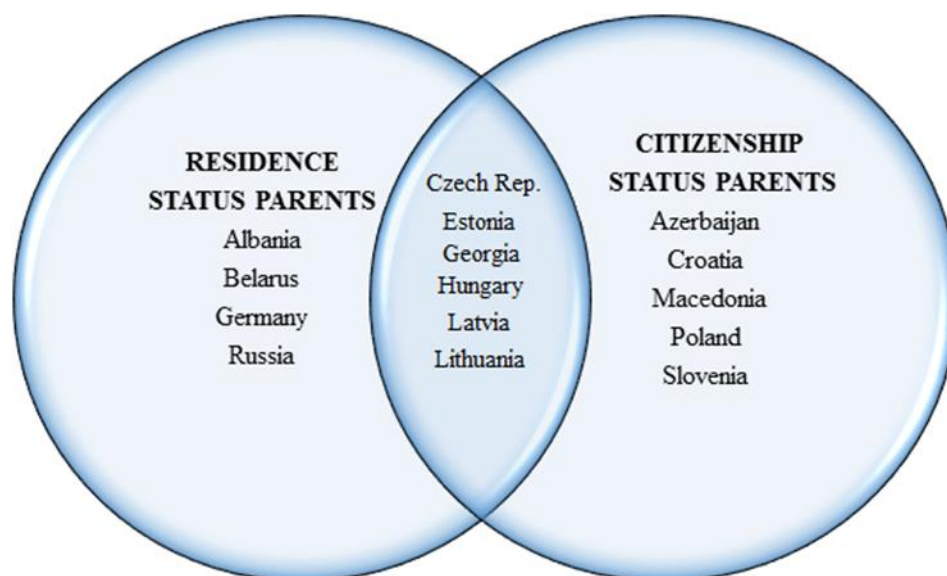 RESIDENCE
STATUS PARENTS
Albania
Belarus
Germany
Russia
Czech Rep.
Estonia
Georgia
Hungary
Latvia
Lithuania
CITIZENSHIP
STATUS PARENTS
Azerbaijan
Croatia
Macedonia
Poland
Slovenia